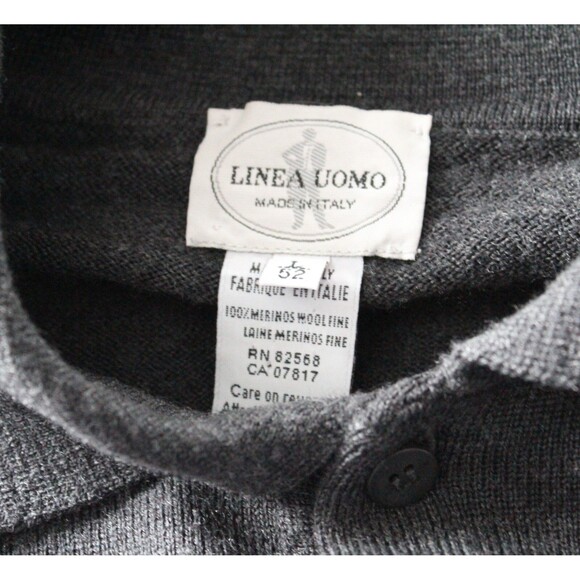 LINEA UOMO
MADE IN ITALY
L
52
FABRIQUE EN ITALIE
100% MERINOS WOOL FINE
LAINE MERINOS FINE
RN 82568
CA 07817
Care on